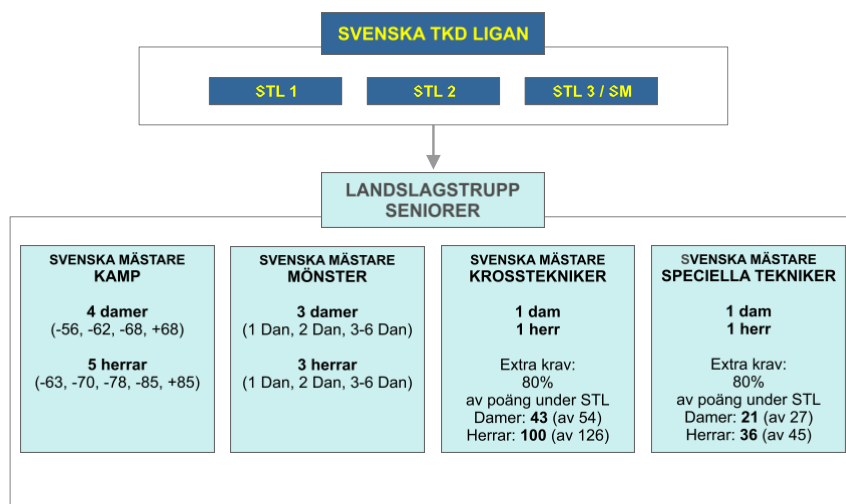 SVENSKA TKD LIGAN
STL 1
STL 2
STL 3 / SM
LANDSLAGSTRUPP
SENIORER
SVENSKA MÄSTARE
KAMP
4 damer
(-56, -62, -68, +68)
5 herrar
(-63, -70, -78, -85, +85)
SVENSKA MÄSTARE
MÖNSTER
3 damer
(1 Dan, 2 Dan, 3-6 Dan)
3 herrar
(1 Dan, 2 Dan, 3-6 Dan)
SVENSKA MÄSTARE
KROSSTEKNIKER
1 dam
1 herr
Extra krav:
80%
av poäng under STL
Damer: 43 (av 54)
Herrar: 100 (av 126)
SVENSKA MÄSTARE
SPECIELLA TEKNIKER
1 dam
1 herr
Extra krav:
80%
av poäng under STL
Damer: 21 (av 27)
Herrar: 36 (av 45)